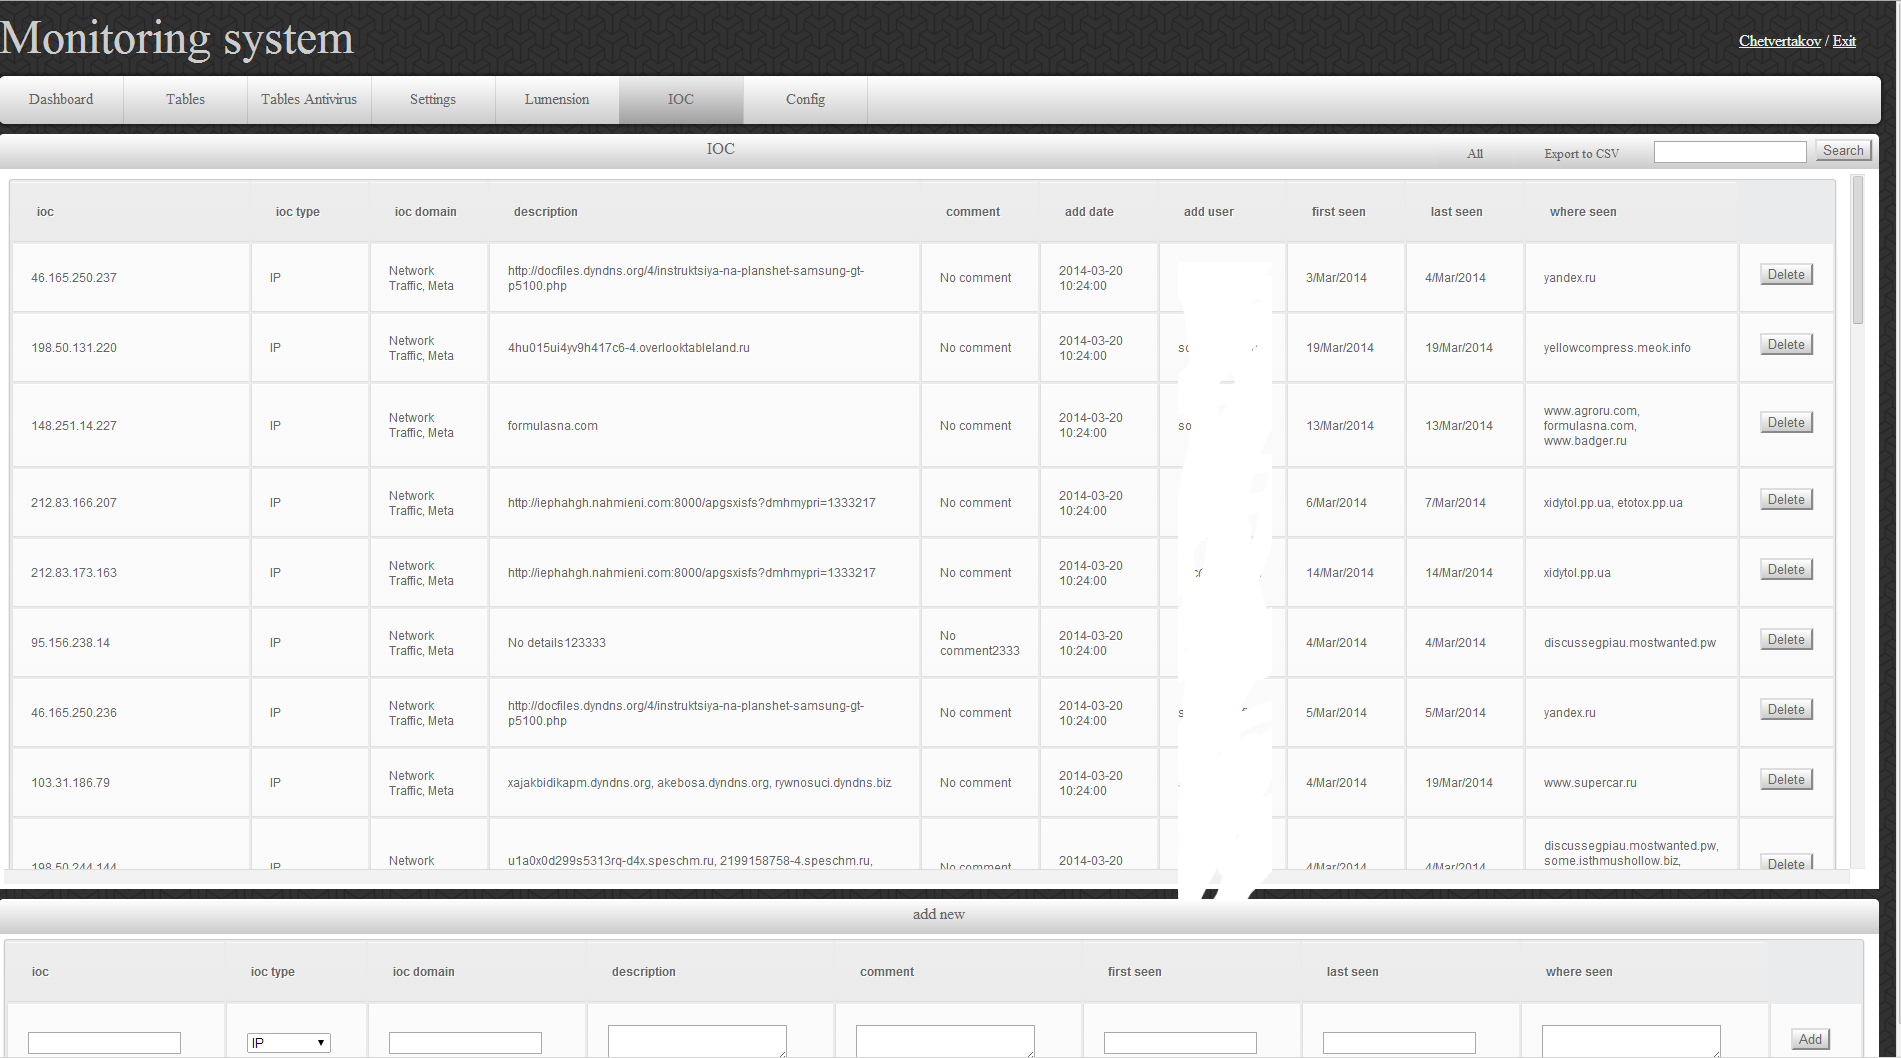 Monitoring system
Chetvertakov / Exit
Dashboard Tables Tables Antivirus Settings Lumension IOC Config
IOC All Export to CSV Search
ioc ioc type ioc domain description comment add date add user first seen last seen where seen
46.165.250.237 IP Network Traffic, Meta http://docfiles.dyndns.org/4/instruktsiya-na-planshet-samsung-gt-p5100.php No comment 2014-03-20 10:24:00 3/Mar/2014 4/Mar/2014 yandex.ru Delete
198.50.131.220 IP Network Traffic, Meta 4hu015ui4yv9h417c6-4.overlooktableland.ru No comment 2014-03-20 10:24:00 19/Mar/2014 19/Mar/2014 yellowcompress.meok.info Delete
148.251.14.227 IP Network Traffic, Meta formulasna.com No comment 2014-03-20 10:24:00 so 13/Mar/2014 13/Mar/2014 www.agroru.com, formulasna.com, www.badger.ru Delete
212.83.166.207 IP Network Traffic, Meta http://iephahgh.nahmieni.com:8000/apgsxisfs?dmhmypri=1333217 No comment 2014-03-20 10:24:00 6/Mar/2014 7/Mar/2014 xidytol.pp.ua, etotox.pp.ua Delete
212.83.173.163 IP Network Traffic, Meta http://iephahgh.nahmieni.com:8000/apgsxisfs?dmhmypri=1333217 No comment 2014-03-20 10:24:00 14/Mar/2014 14/Mar/2014 xidytol.pp.ua Delete
95.156.238.14 IP Network Traffic, Meta No details123333 No comment2333 2014-03-20 10:24:00 4/Mar/2014 4/Mar/2014 discussegpiau.mostwanted.pw Delete
46.165.250.236 IP Network Traffic, Meta http://docfiles.dyndns.org/4/instruktsiya-na-planshet-samsung-gt-p5100.php No comment 2014-03-20 10:24:00 5/Mar/2014 5/Mar/2014 yandex.ru Delete
103.31.186.79 IP Network Traffic, Meta xajakbidikapm.dyndns.org, akebosa.dyndns.org, rywnosuci.dyndns.biz No comment 2014-03-20 10:24:00 4/Mar/2014 19/Mar/2014 www.supercar.ru Delete
198.50.244.144 IP Network u1a0x0d299s5313rq-d4x.speschm.ru, 2199158758-4.speschm.ru, No comment 2014-03-20 4/Mar/2014 4/Mar/2014 discussegpiau.mostwanted.pw, some.isthmushollow.biz, Delete
add new
ioc ioc type ioc domain description comment first seen last seen where seen
IP Add